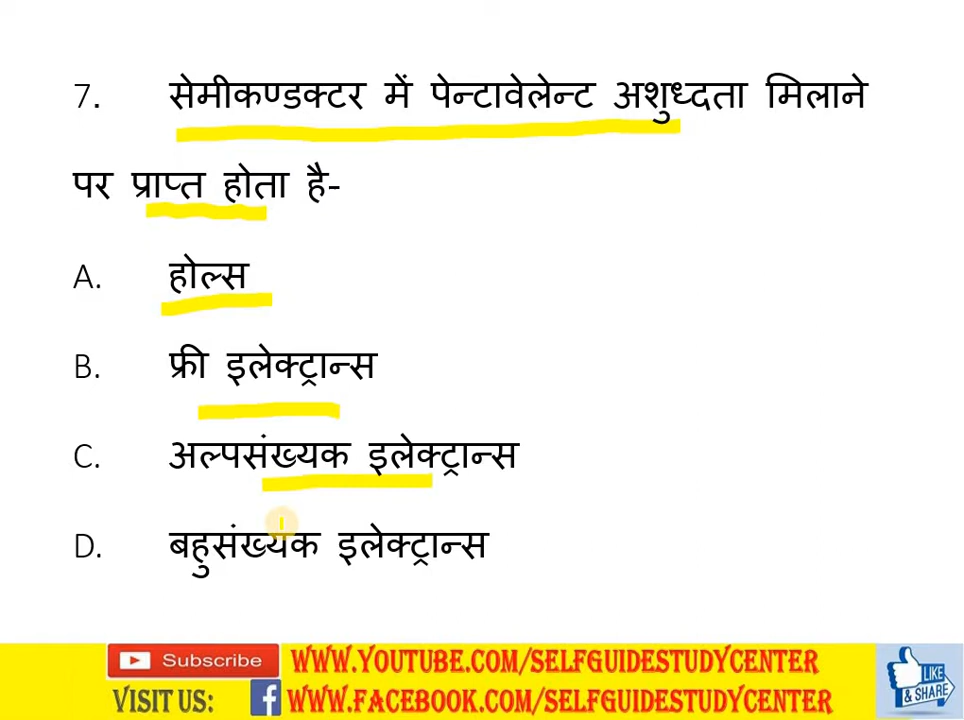 7. सेमीकण्डक्टर में पेन्टावेलेन्ट अशुध्दता मिलाने
पर प्राप्त होता है-
A. होल्स
B. फ्री इलेक्ट्रान्स
C. अल्पसंख्यक इलेक्ट्रान्स
D. बहुसंख्यक इलेक्ट्रान्स
Subscribe WWW.YOUTUBE.COM/SELFGUIDESTUDYCENTER
VISIT US: f WWW.FACEBOOK.COM/SELFGUIDESTUDYCENTER
LIKE
& SHARE